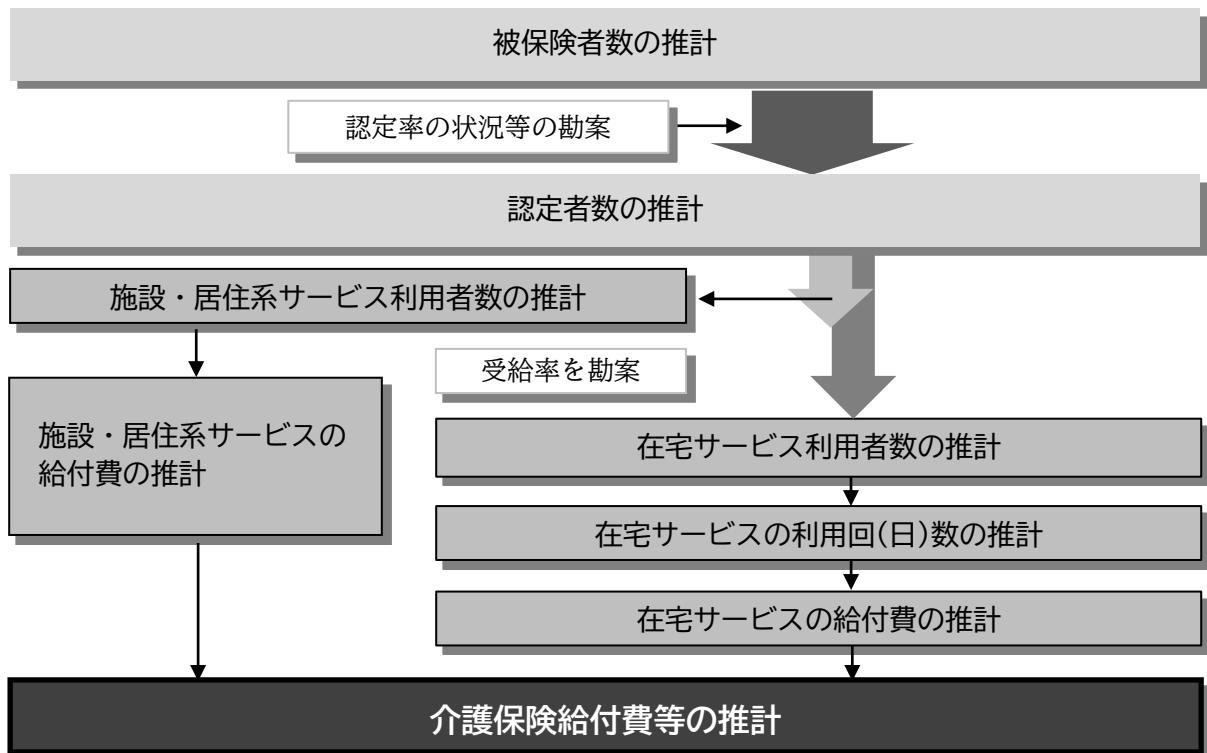 被保険者数の推計
認定率の状況等の勘案
認定者数の推計
施設・居住系サービス利用者数の推計
受給率を勘案
施設・居住系サービスの
給付費の推計
在宅サービス利用者数の推計
在宅サービスの利用回(日)数の推計
在宅サービスの給付費の推計
介護保険給付費等の推計